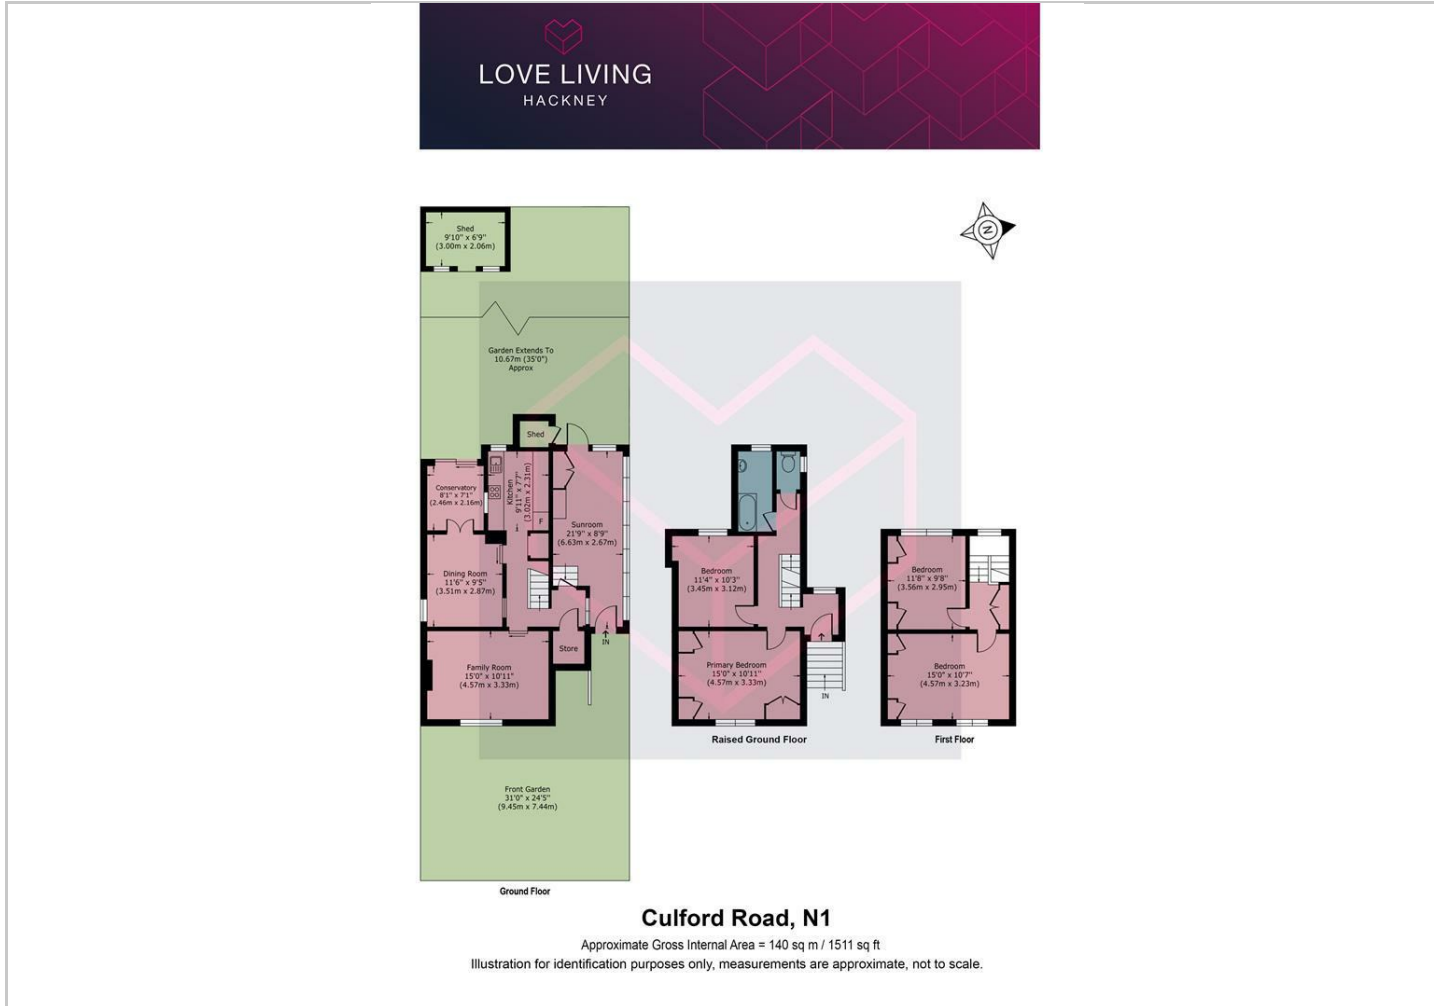 LOVE LIVING
HACKNEY
N
Shed
9'10" x 6'9"
(3.00m x 2.06m)
Garden Extends To
10.67m (35'0")
Approx
Shed
Conservatory
8'1" x 7'1"
(2.46m x 2.16m)
Kitchen
9'11" x 7'7"
(3.02m x 2.31m)
F
Sunroom
21'9" x 8'9"
(6.63m x 2.67m)
Dining Room
11'6" x 9'5"
(3.51m x 2.87m)
IN
Store
Family Room
15'0" x 10'11"
(4.57m x 3.33m)
Front Garden
31'0" x 24'5"
(9.45m x 7.44m)
Ground Floor
Bedroom
11'4" x 10'3"
(3.45m x 3.12m)
Primary Bedroom
15'0" x 10'11"
(4.57m x 3.33m)
IN
Raised Ground Floor
Bedroom
11'8" x 9'8"
(3.56m x 2.95m)
Bedroom
15'0" x 10'7"
(4.57m x 3.23m)
First Floor
Culford Road, N1
Approximate Gross Internal Area = 140 sq m / 1511 sq ft
Illustration for identification purposes only, measurements are approximate, not to scale.